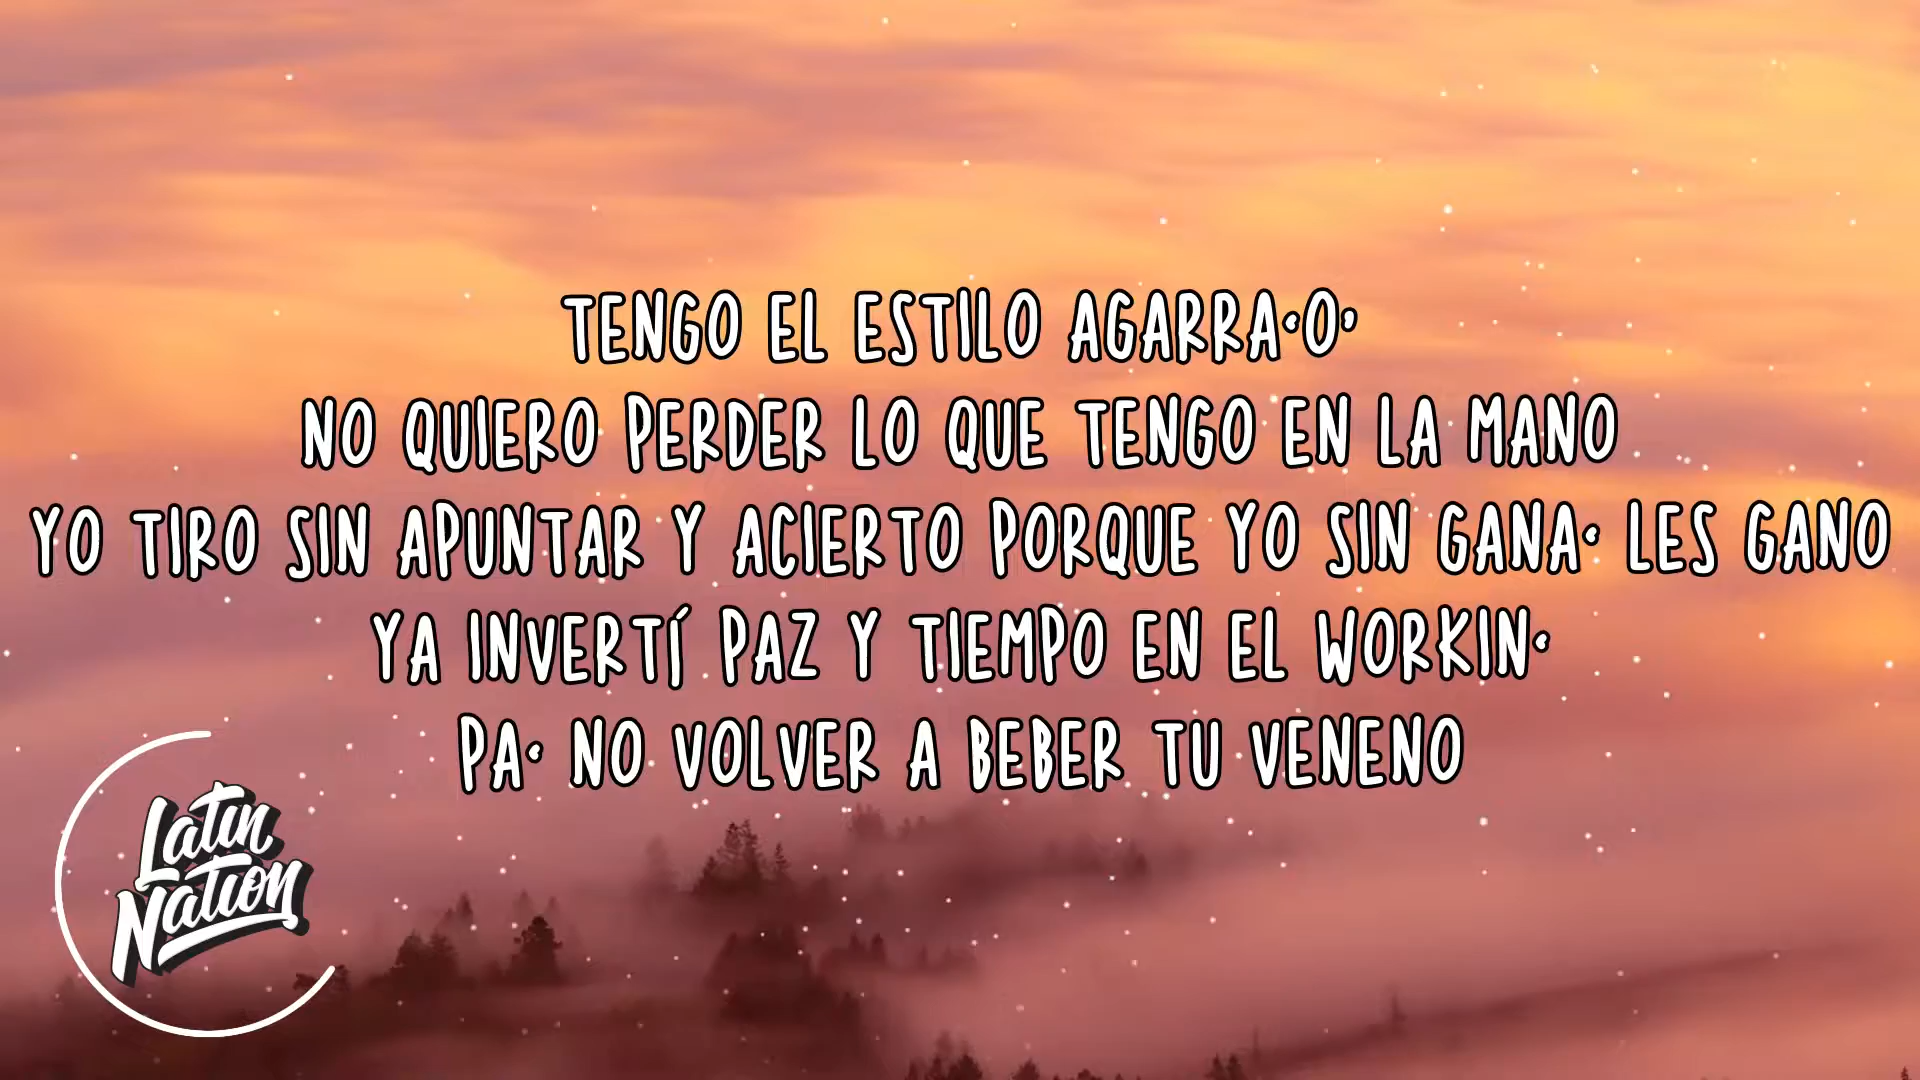 TENGO EL ESTILO AGARRA'O'
NO QUIERO PERDER LO QUE TENGO EN LA MANO
YO TIRO SIN APUNTAR Y ACIERTO PORQUE YO SIN GANA' LES GANO
YA INVERTÍ PAZ Y TIEMPO EN EL WORKIN'
PA' NO VOLVER A BEBER TU VENENO
Latin
Nation